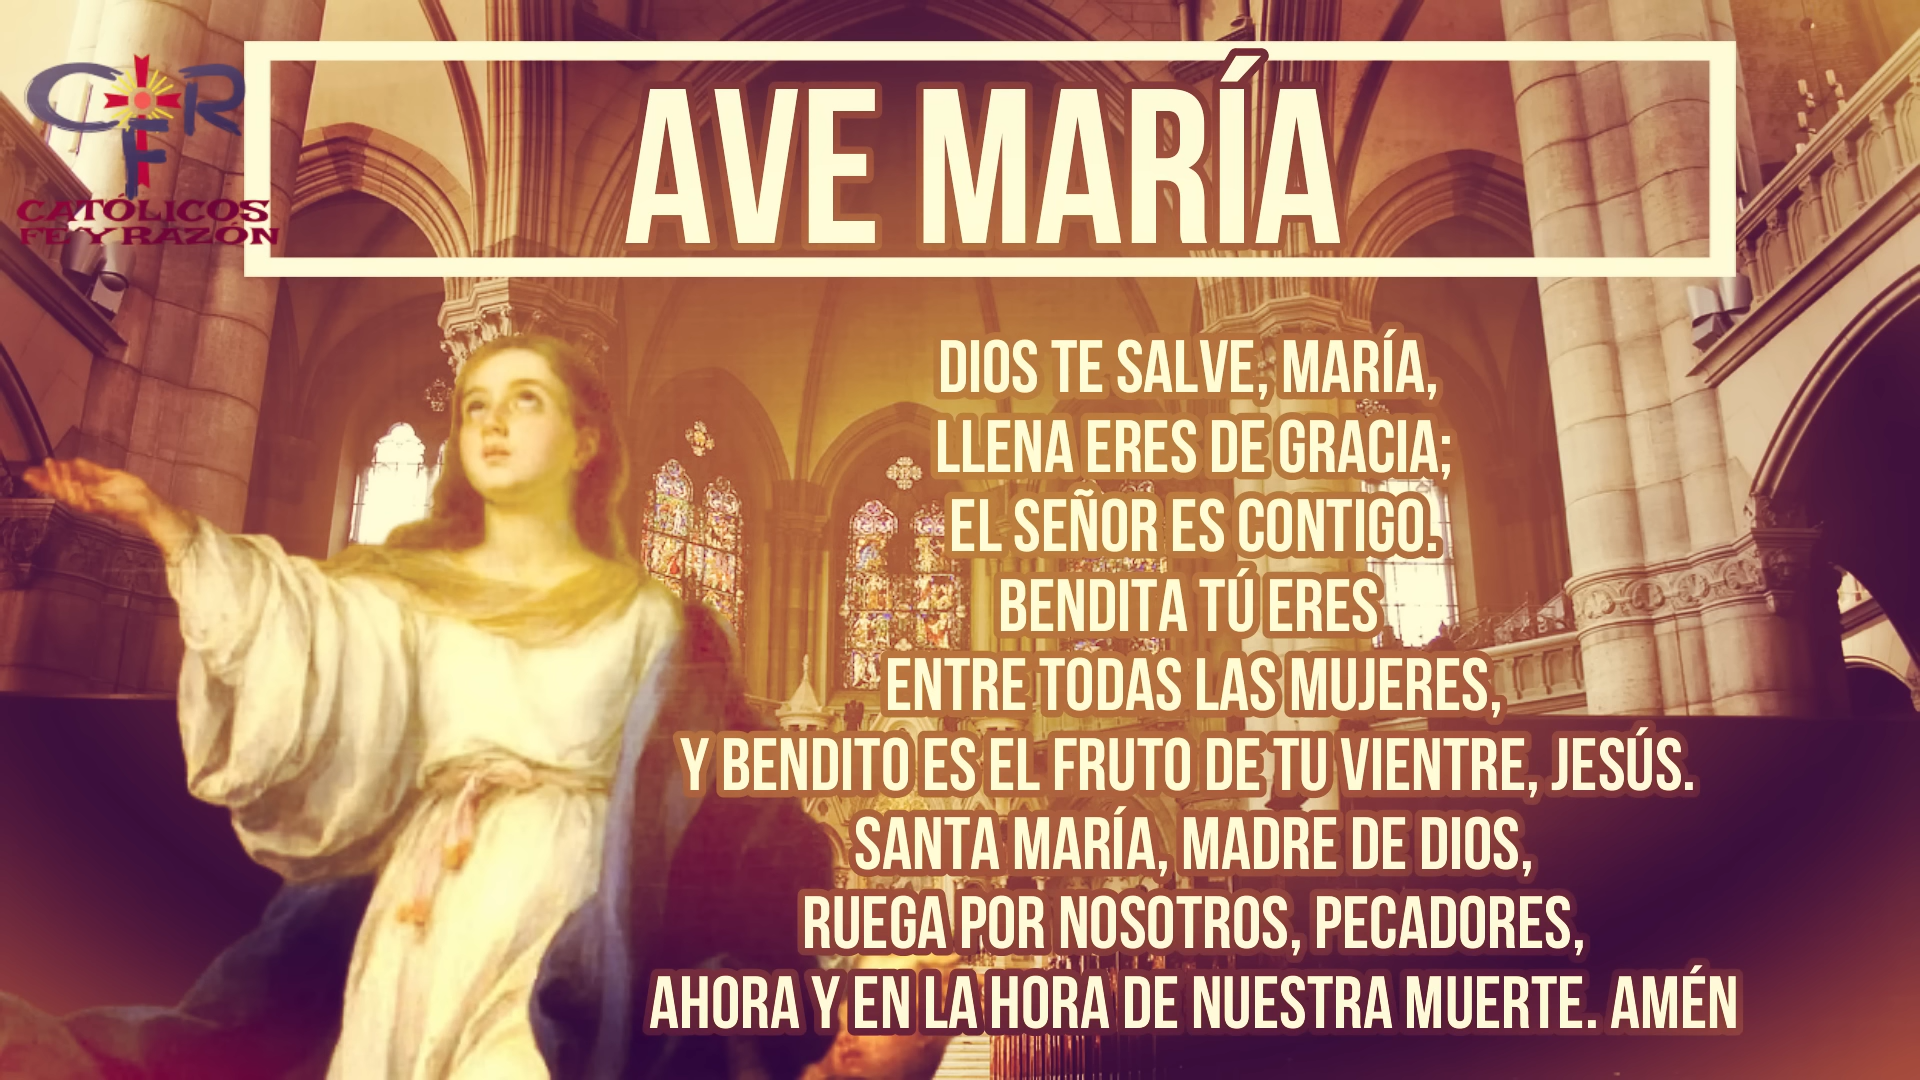 CFR
CATÓLICOS
FE Y RAZÓN
AVE MARÍA
DIOS TE SALVE, MARÍA,
LLENA ERES DE GRACIA;
EL SEÑOR ES CONTIGO.
BENDITA TÚ ERES
ENTRE TODAS LAS MUJERES,
Y BENDITO ES EL FRUTO DE TU VIENTRE, JESÚS.
SANTA MARÍA, MADRE DE DIOS,
RUEGA POR NOSOTROS, PECADORES,
AHORA Y EN LA HORA DE NUESTRA MUERTE. AMÉN